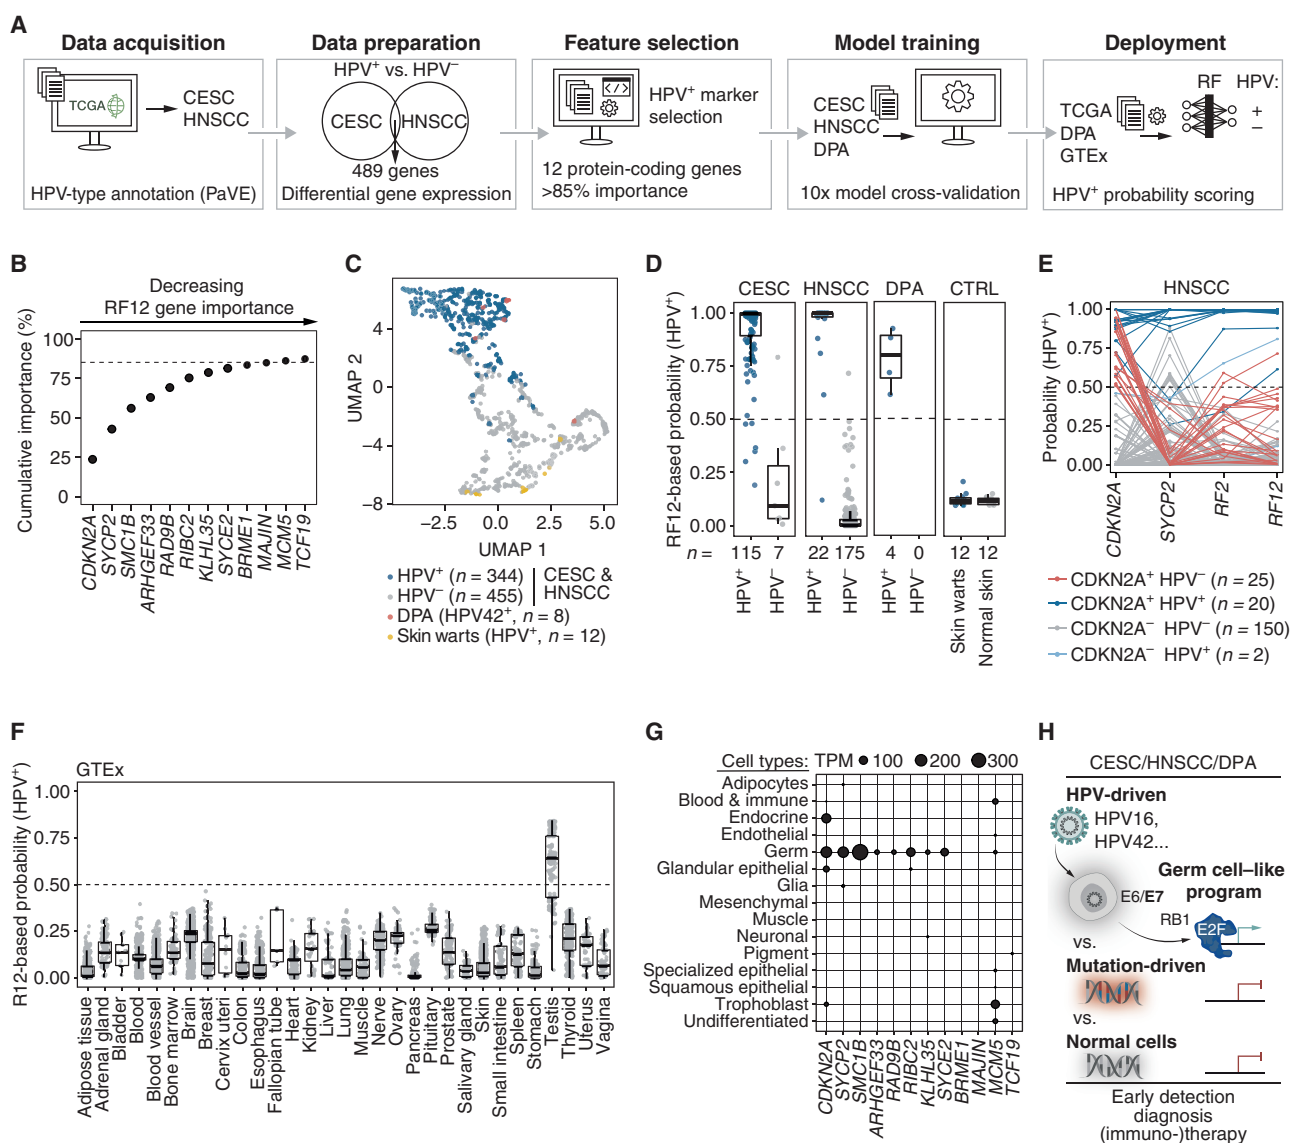 A
Data acquisition
Data preparation
Feature selection
Model training
Deployment
TCGA
CESC
HNSCC
HPV-type annotation (PaVE)
HPV⁺ vs. HPV⁻
CESC
HNSCC
489 genes
Differential gene expression
HPV⁺ marker
selection
12 protein-coding genes
>85% importance
CESC
HNSCC
DPA
10x model cross-validation
RF
HPV:
TCGA
DPA
GTEx
+
−
HPV⁺ probability scoring
B
Decreasing
RF12 gene importance
Cumulative importance (%)
100
75
50
25
0
CDKN2A
SYCP2
SMC1B
ARHGEF33
RAD9B
RIBC2
KLHL35
SYCE2
BRME1
MAJIN
MCM5
TCF19
C
UMAP 2
4
0
−4
−8
−2.5
0.0
2.5
5.0
UMAP 1
HPV⁺ (n = 344)
HPV⁻ (n = 455)
CESC &
HNSCC
DPA (HPV42⁺, n = 8)
Skin warts (HPV⁺, n = 12)
D
CESC
HNSCC
DPA
CTRL
RF12-based probability (HPV⁺)
1.00
0.75
0.50
0.25
0.00
n =
115
7
22
175
4
0
12
12
HPV⁺
HPV⁻
HPV⁺
HPV⁻
HPV⁺
HPV⁻
Skin warts
Normal skin
E
HNSCC
Probability (HPV⁺)
1.00
0.75
0.50
0.25
0.00
CDKN2A
SYCP2
RF2
RF12
CDKN2A⁺ HPV⁻ (n = 25)
CDKN2A⁺ HPV⁺ (n = 20)
CDKN2A⁻ HPV⁻ (n = 150)
CDKN2A⁻ HPV⁺ (n = 2)
F
GTEx
R12-based probability (HPV⁺)
1.00
0.75
0.50
0.25
0.00
Adipose tissue
Adrenal gland
Bladder
Blood
Blood vessel
Bone marrow
Brain
Breast
Cervix uteri
Colon
Esophagus
Fallopian tube
Heart
Kidney
Liver
Lung
Muscle
Nerve
Ovary
Pancreas
Pituitary
Prostate
Salivary gland
Skin
Small intestine
Spleen
Stomach
Testis
Thyroid
Uterus
Vagina
G
Cell types:
TPM
100
200
300
Adipocytes
Blood & immune
Endocrine
Endothelial
Germ
Glandular epithelial
Glia
Mesenchymal
Muscle
Neuronal
Pigment
Specialized epithelial
Squamous epithelial
Trophoblast
Undifferentiated
CDKN2A
SYCP2
SMC1B
ARHGEF33
RAD9B
RIBC2
KLHL35
SYCE2
BRME1
MAJIN
MCM5
TCF19
H
CESC/HNSCC/DPA
HPV-driven
HPV16,
HPV42...
Germ cell–like
program
E6/E7
RB1
E2F
vs.
Mutation-driven
vs.
Normal cells
Early detection
diagnosis
(immuno-)therapy